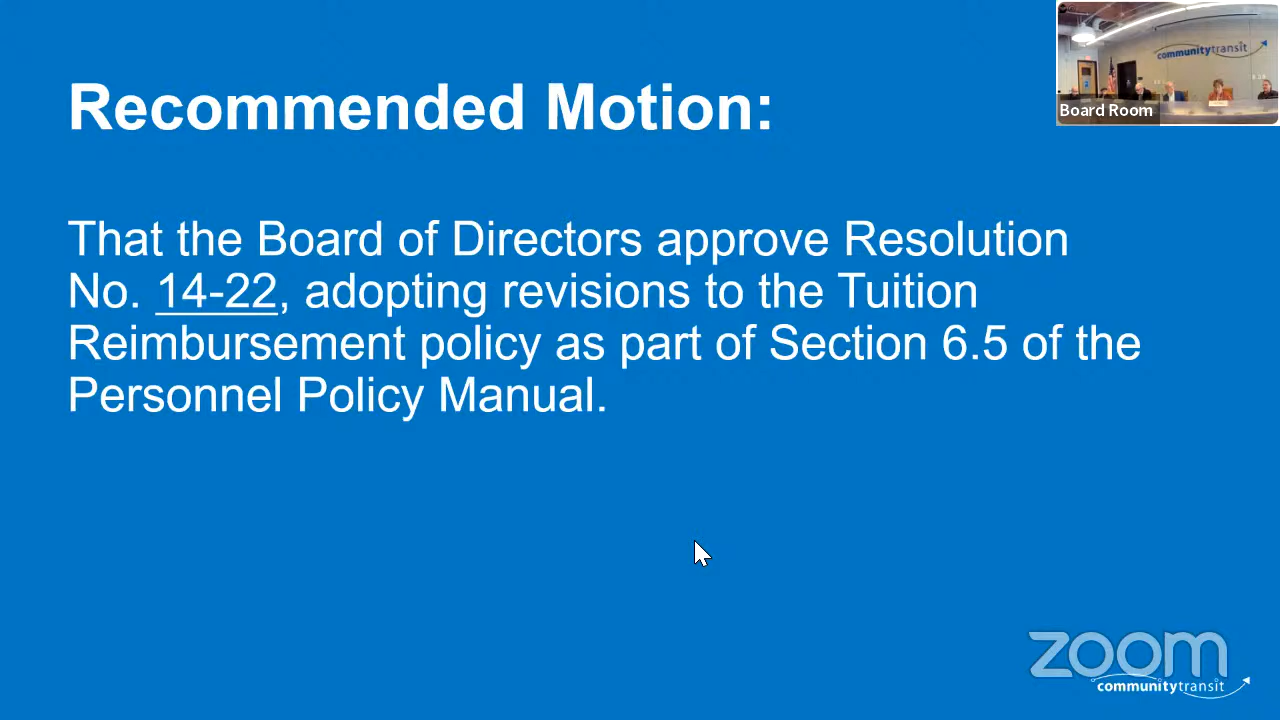 communitytransit
Board Room
Recommended Motion:
That the Board of Directors approve Resolution
No. 14-22, adopting revisions to the Tuition
Reimbursement policy as part of Section 6.5 of the
Personnel Policy Manual.
zoom
communitytransit